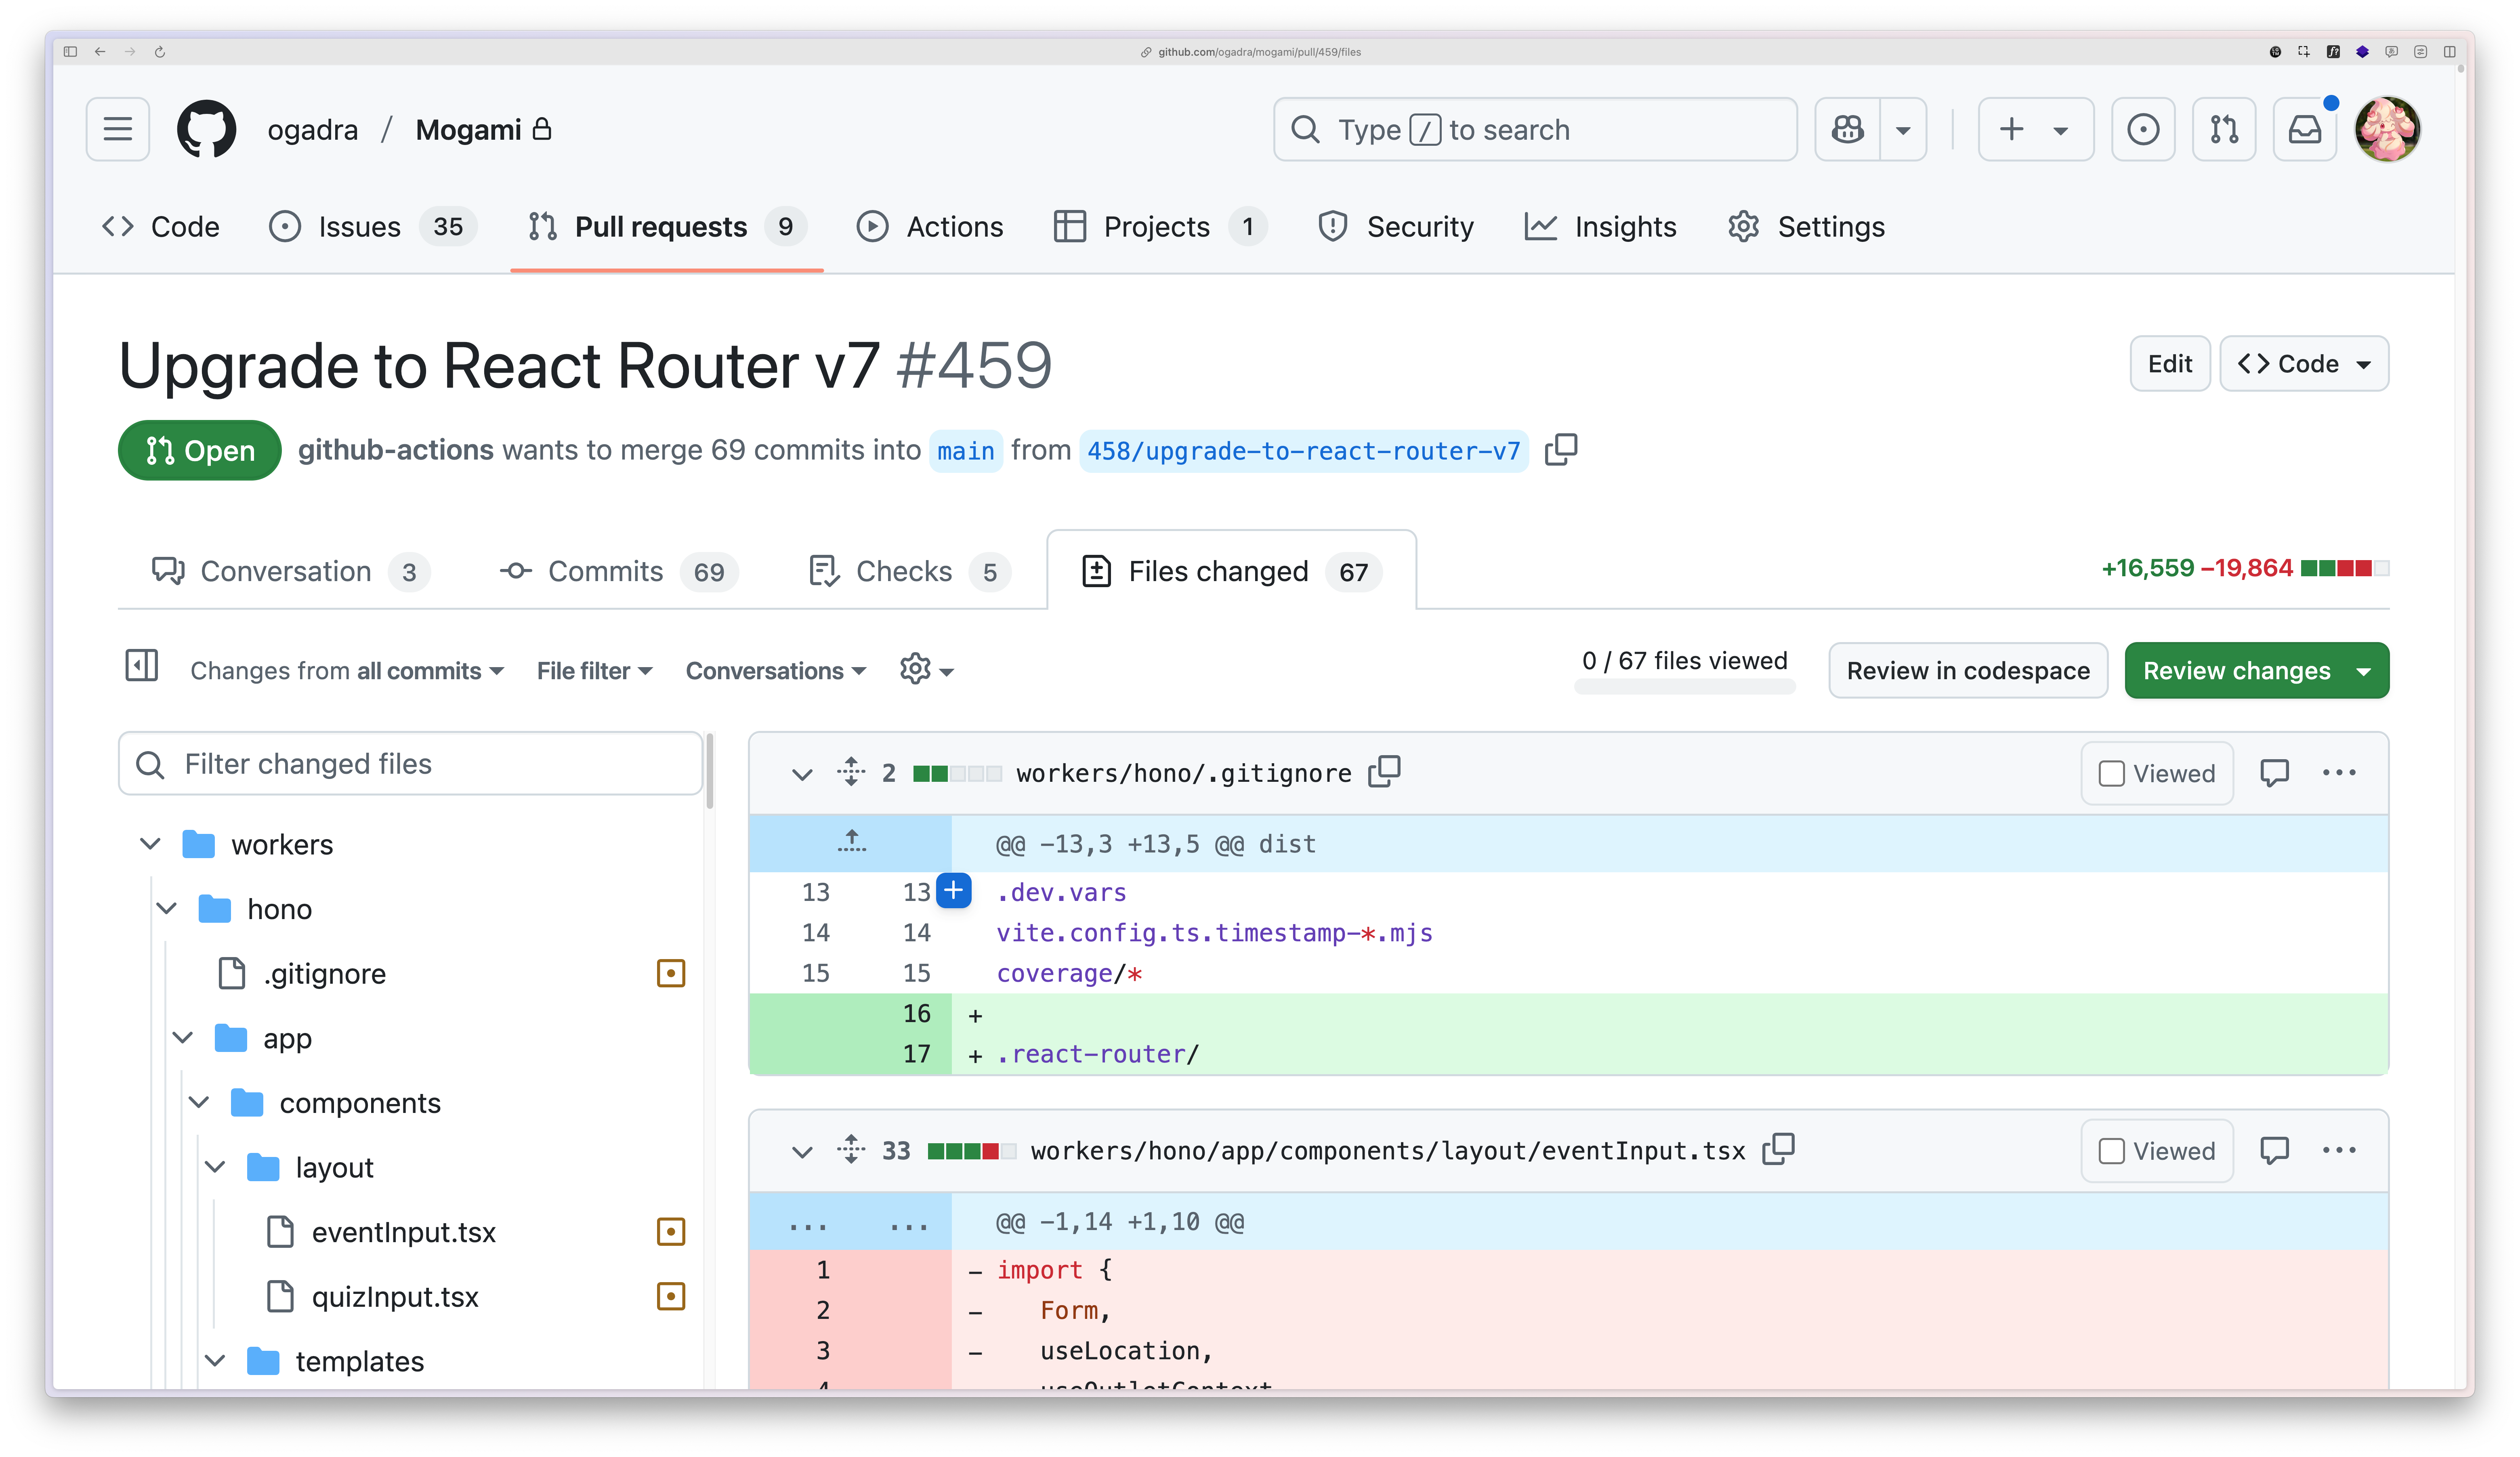 github.com/ogadra/mogami/pull/459/files
ogadra / Mogami
Type / to search
Code
Issues 35
Pull requests 9
Actions
Projects 1
Security
Insights
Settings
Upgrade to React Router v7 #459
Edit
Code
Open
github-actions wants to merge 69 commits into main from 458/upgrade-to-react-router-v7
Conversation 3
Commits 69
Checks 5
Files changed 67
+16,559 −19,864
Changes from all commits
File filter
Conversations
0 / 67 files viewed
Review in codespace
Review changes
Filter changed files
workers
hono
.gitignore
app
components
layout
eventInput.tsx
quizInput.tsx
templates
2 workers/hono/.gitignore
Viewed
@@ -13,3 +13,5 @@ dist
13 13 .dev.vars
14 14 vite.config.ts.timestamp-*.mjs
15 15 coverage/*
16 +
17 + .react-router/
33 workers/hono/app/components/layout/eventInput.tsx
Viewed
... ... @@ -1,14 +1,10 @@
1 - import {
2 - Form,
3 - useLocation,
4 useOutletContext